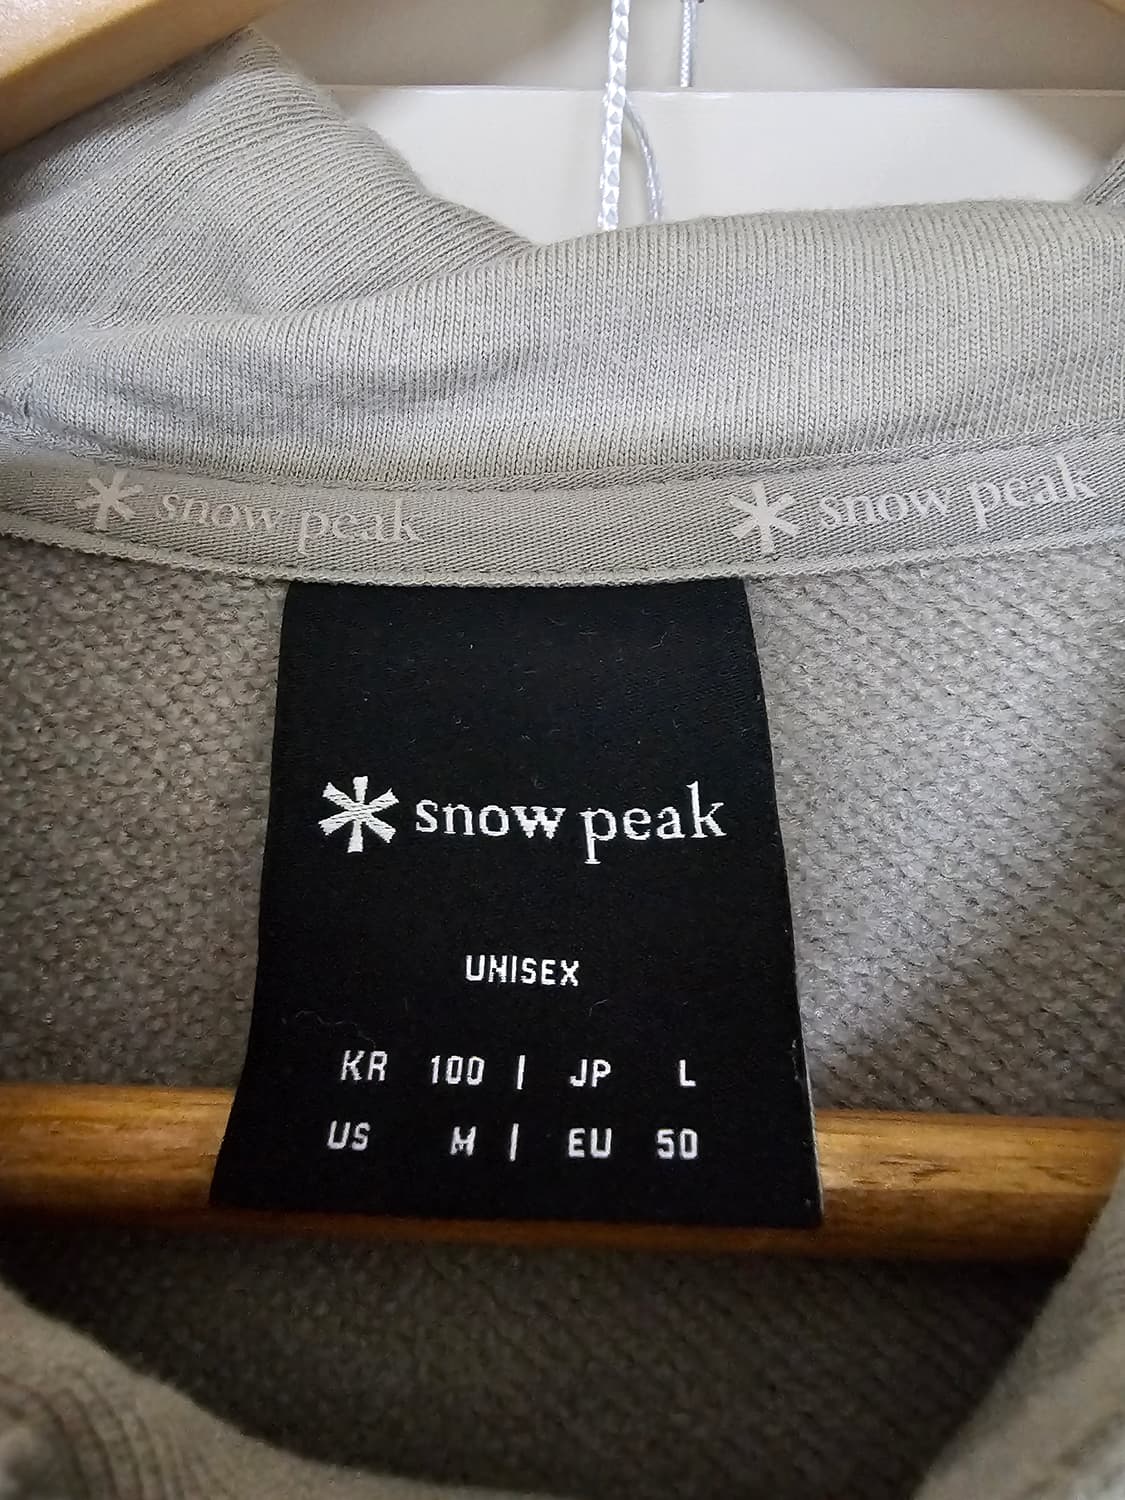 snow peak snow peak
snow peak
UNISEX
KR 100 | JP L
US M | EU 50